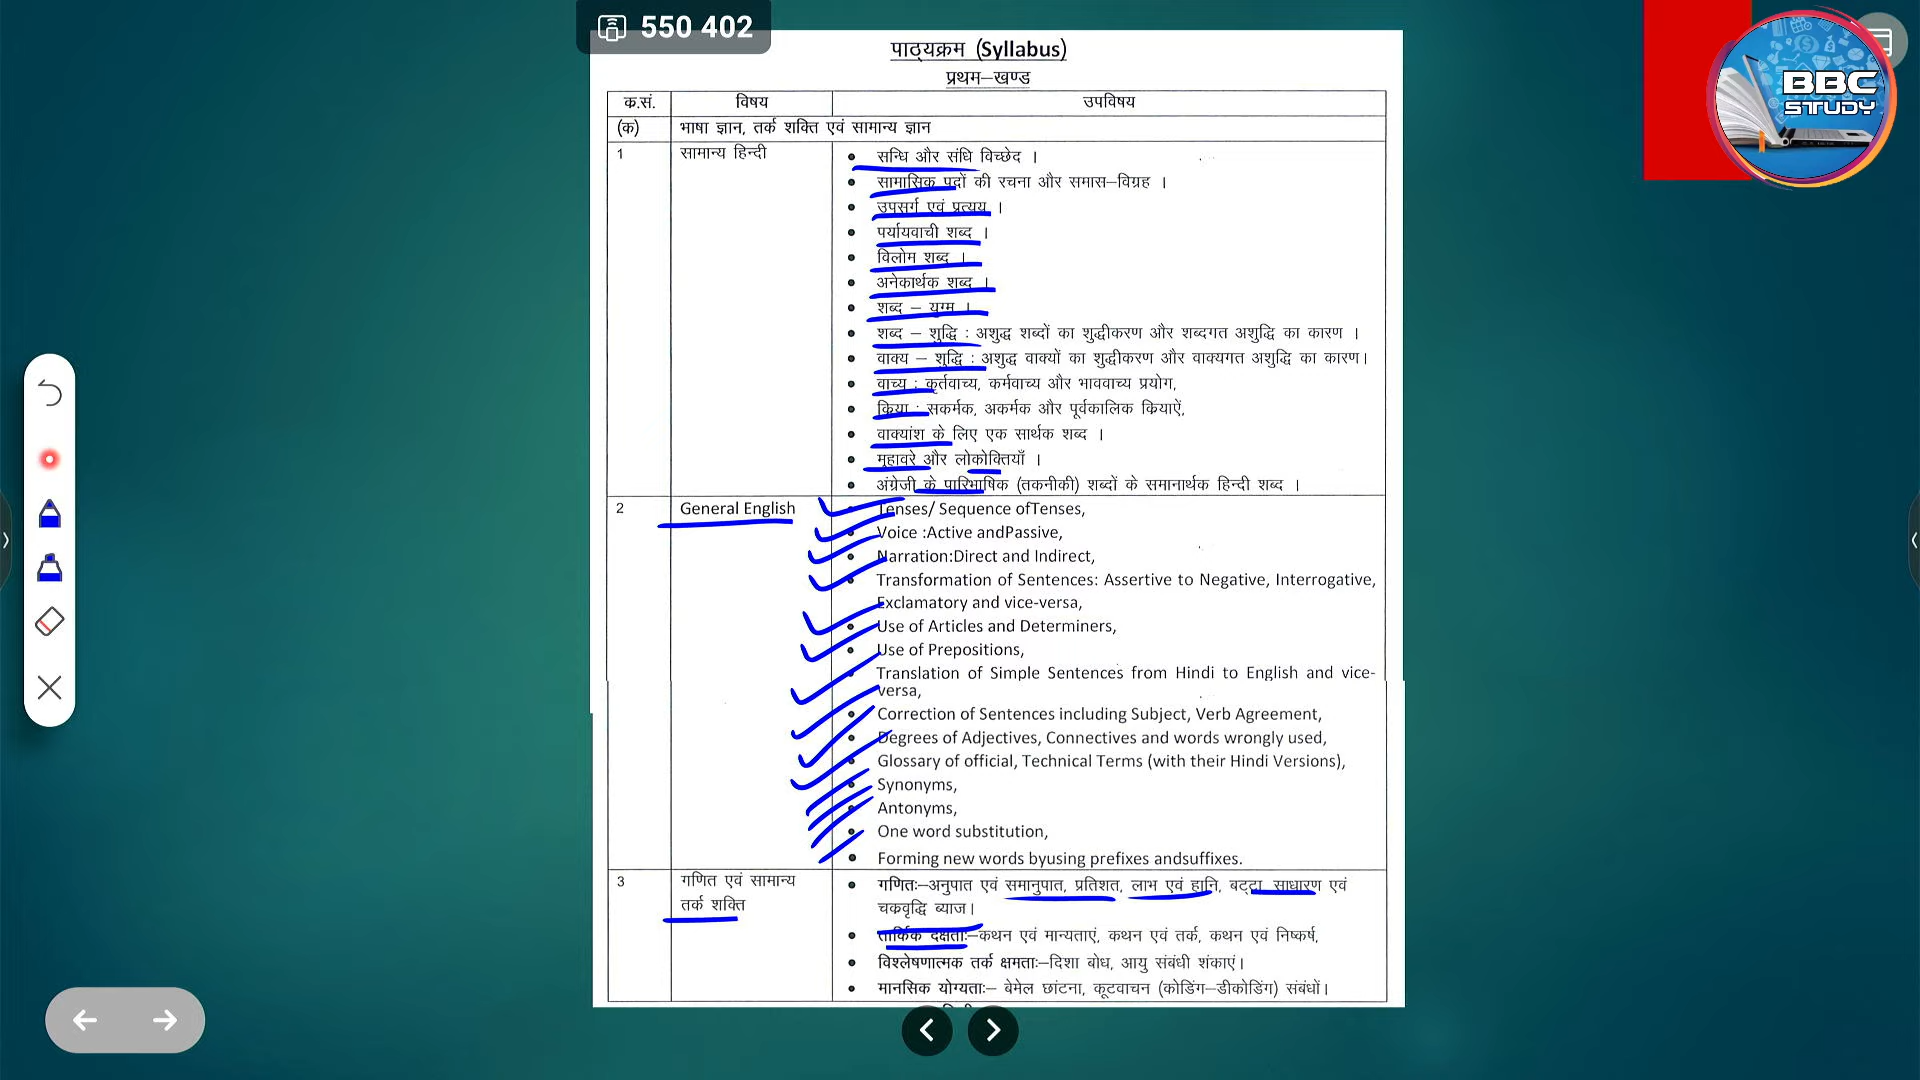 550 402
BBC
STUDY
पाठ्यक्रम (Syllabus)
प्रथम–खण्ड
क.सं. विषय उपविषय
(क) भाषा ज्ञान, तर्क शक्ति एवं सामान्य ज्ञान
1 सामान्य हिन्दी
• सन्धि और संधि विच्छेद ।
• सामासिक पदों की रचना और समास–विग्रह ।
• उपसर्ग एवं प्रत्यय ।
• पर्यायवाची शब्द ।
• विलोम शब्द ।
• अनेकार्थक शब्द ।
• शब्द – युग्म ।
• शब्द – शुद्धि : अशुद्ध शब्दों का शुद्धीकरण और शब्दगत अशुद्धि का कारण ।
• वाक्य – शुद्धि : अशुद्ध वाक्यों का शुद्धीकरण और वाक्यगत अशुद्धि का कारण।
• वाच्य : कृर्तवाच्य, कर्मवाच्य और भाववाच्य प्रयोग,
• क्रिया : सकर्मक, अकर्मक और पूर्वकालिक क्रियाऐं,
• वाक्यांश के लिए एक सार्थक शब्द ।
• मुहावरे और लोकोक्तियाँ ।
• अंग्रेजी के पारिभाषिक (तकनीकी) शब्दों के समानार्थक हिन्दी शब्द ।
2 General English
• Tenses/ Sequence ofTenses,
• Voice :Active andPassive,
• Narration:Direct and Indirect,
• Transformation of Sentences: Assertive to Negative, Interrogative,
Exclamatory and vice-versa,
• Use of Articles and Determiners,
• Use of Prepositions,
• Translation of Simple Sentences from Hindi to English and vice-
versa,
• Correction of Sentences including Subject, Verb Agreement,
• Degrees of Adjectives, Connectives and words wrongly used,
• Glossary of official, Technical Terms (with their Hindi Versions),
• Synonyms,
• Antonyms,
• One word substitution,
• Forming new words byusing prefixes andsuffixes.
3 गणित एवं सामान्य
तर्क शक्ति
• गणितः–अनुपात एवं समानुपात, प्रतिशत, लाभ एवं हानि, बट्टा, साधारण एवं
चक्रवृद्धि ब्याज।
• तार्किक दक्षताः–कथन एवं मान्यताएं, कथन एवं तर्क, कथन एवं निष्कर्ष,
• विश्लेषणात्मक तर्क क्षमताः–दिशा बोध, आयु संबंधी शंकाएं।
• मानसिक योग्यताः– बेमेल छांटना, कूटवाचन (कोडिंग–डीकोडिंग) संबंधों।